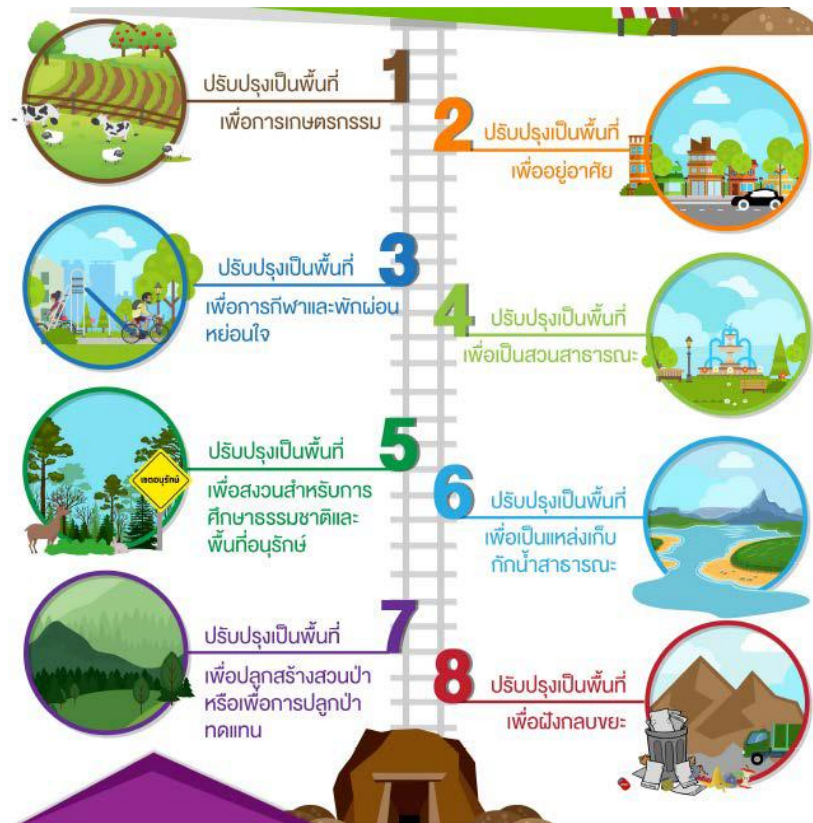 1
ปรับปรุงเป็นพื้นที่
เพื่อการเกษตรกรรม
2
ปรับปรุงเป็นพื้นที่
เพื่ออยู่อาศัย
3
ปรับปรุงเป็นพื้นที่
เพื่อการกีฬาและพักผ่อน
หย่อนใจ
4
ปรับปรุงเป็นพื้นที่
เพื่อเป็นสวนสาธารณะ
5
ปรับปรุงเป็นพื้นที่
เพื่อสงวนสำหรับการ
ศึกษาธรรมชาติและ
พื้นที่อนุรักษ์
เขตอนุรักษ์
6
ปรับปรุงเป็นพื้นที่
เพื่อเป็นแหล่งเก็บ
กักน้ำสาธารณะ
7
ปรับปรุงเป็นพื้นที่
เพื่อปลูกสร้างสวนป่า
หรือเพื่อการปลูกป่า
ทดแทน
8
ปรับปรุงเป็นพื้นที่
เพื่อฝังกลบขยะ